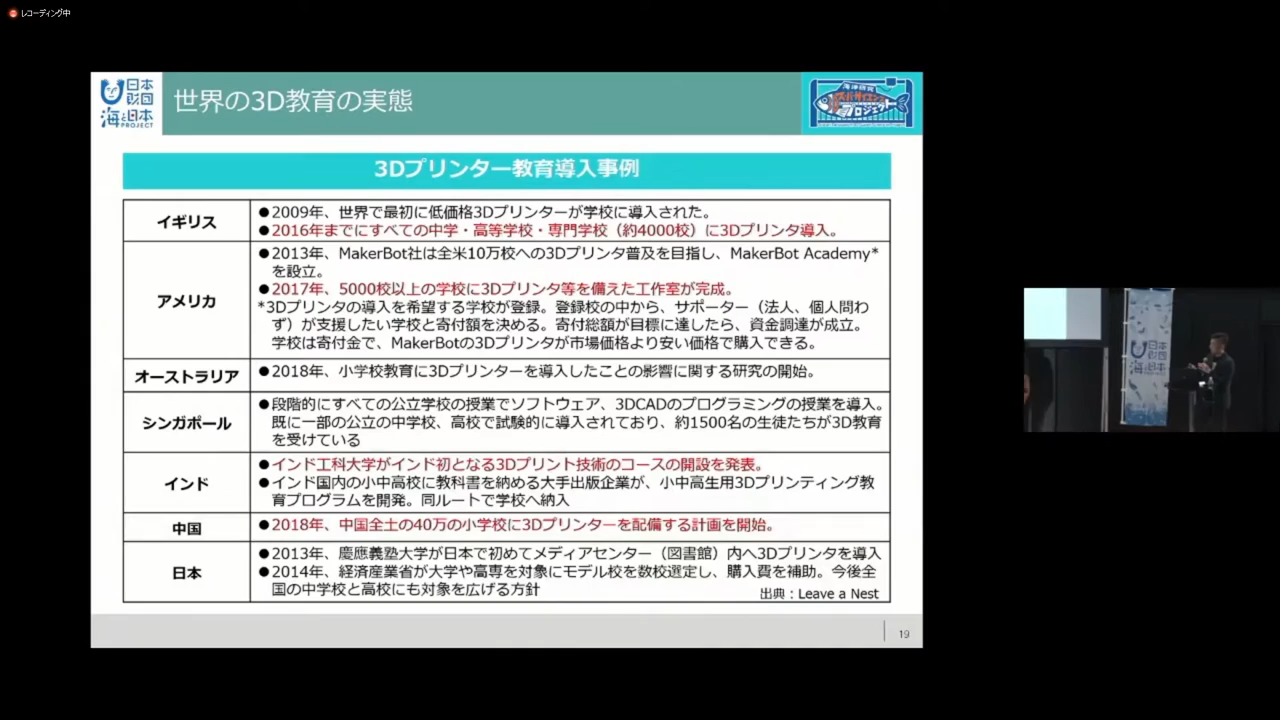 レコーディング中
日本
財団
海と日本
PROJECT
世界の3D教育の実態
海洋研究
スーパーサイエンス
プロジェクト
3Dプリンター教育導入事例
イギリス
●2009年、世界で最初に低価格3Dプリンターが学校に導入された。
●2016年までにすべての中学・高等学校・専門学校（約4000校）に3Dプリンタ導入。
アメリカ
●2013年、MakerBot社は全米10万校への3Dプリンタ普及を目指し、MakerBot Academy*
を設立。
●2017年、5000校以上の学校に3Dプリンタ等を備えた工作室が完成。
*3Dプリンタの導入を希望する学校が登録。登録校の中から、サポーター（法人、個人問わ
ず）が支援したい学校と寄付額を決める。寄付総額が目標に達したら、資金調達が成立。
学校は寄付金で、MakerBotの3Dプリンタが市場価格より安い価格で購入できる。
オーストラリア
●2018年、小学校教育に3Dプリンターを導入したことの影響に関する研究の開始。
シンガポール
●段階的にすべての公立学校の授業でソフトウェア、3DCADのプログラミングの授業を導入。
既に一部の公立の中学校、高校で試験的に導入されており、約1500名の生徒たちが3D教育
を受けている
インド
●インド工科大学がインド初となる3Dプリント技術のコースの開設を発表。
●インド国内の小中高校に教科書を納める大手出版企業が、小中高生用3Dプリンティング教
育プログラムを開発。同ルートで学校へ納入
中国
●2018年、中国全土の40万の小学校に3Dプリンターを配備する計画を開始。
日本
●2013年、慶應義塾大学が日本で初めてメディアセンター（図書館）内へ3Dプリンタを導入
●2014年、経済産業省が大学や高専を対象にモデル校を数校選定し、購入費を補助。今後全
国の中学校と高校にも対象を広げる方針
出典：Leave a Nest
19
日本
財団
海と日本